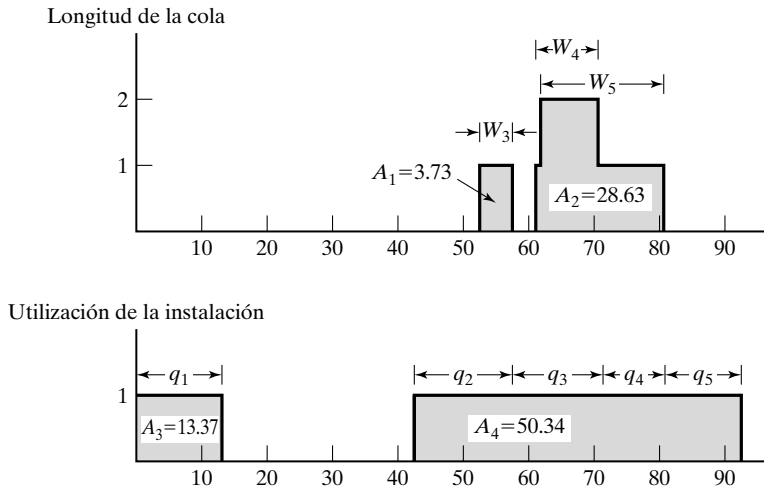 Longitud de la cola
W₄
2
W₅
W₃
1
A₁=3.73
A₂=28.63
10 20 30 40 50 60 70 80 90
Utilización de la instalación
q₁ q₂ q₃ q₄ q₅
1
A₃=13.37
A₄=50.34
10 20 30 40 50 60 70 80 90